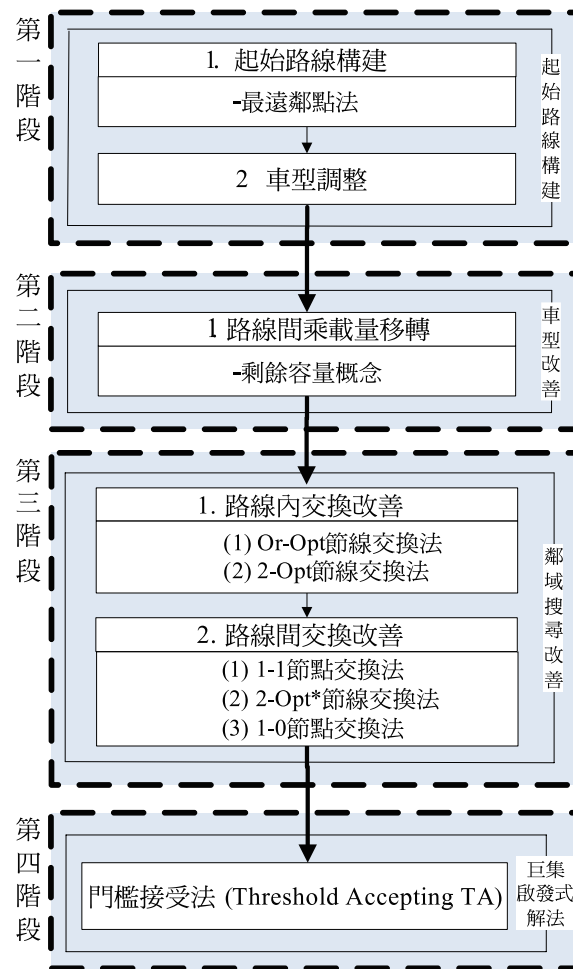 第一階段
1. 起始路線構建
-最遠鄰點法
2 車型調整
起始路線構建
第二階段
1. 路線間乘載量移轉
-剩餘容量概念
車型改善
第三階段
1. 路線內交換改善
(1) Or-Opt節線交換法
(2) 2-Opt節線交換法
2. 路線間交換改善
(1) 1-1節點交換法
(2) 2-Opt*節線交換法
(3) 1-0節點交換法
鄰域搜尋改善
第四階段
門檻接受法 (Threshold Accepting TA)
巨集
啟發式
解法